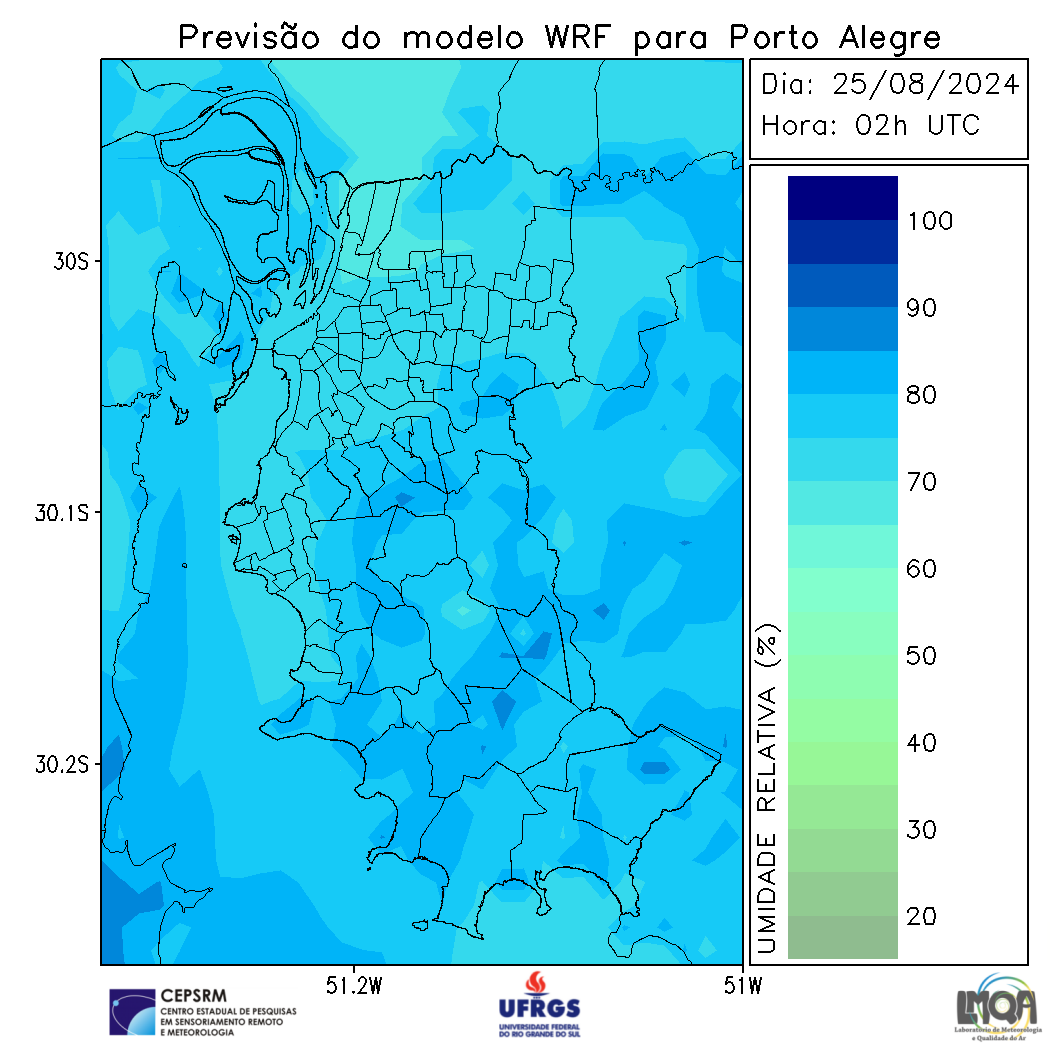 Previsão do modelo WRF para Porto Alegre
Dia: 25/08/2024
Hora: 02h UTC
30S
30.1S
30.2S
51.2W
51W
100
90
80
70
60
50
40
30
20
UMIDADE RELATIVA (%)
CEPSRM
CENTRO ESTADUAL DE PESQUISAS
EM SENSORIAMENTO REMOTO
E METEOROLOGIA
UFRGS
UNIVERSIDADE FEDERAL
DO RIO GRANDE DO SUL
LMQA
Laboratório de Meteorologia
e Qualidade do Ar